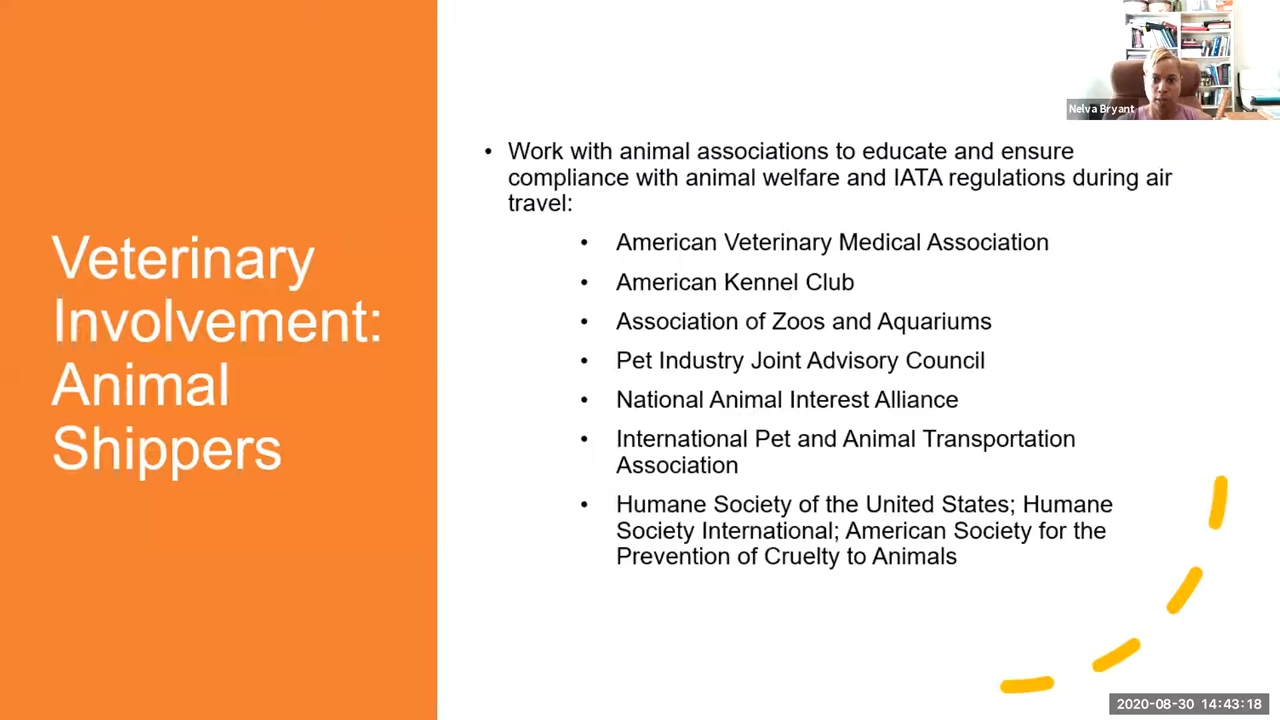 Nelva Bryant
Veterinary
Involvement:
Animal
Shippers
• Work with animal associations to educate and ensure
compliance with animal welfare and IATA regulations during air
travel:
• American Veterinary Medical Association
• American Kennel Club
• Association of Zoos and Aquariums
• Pet Industry Joint Advisory Council
• National Animal Interest Alliance
• International Pet and Animal Transportation
Association
• Humane Society of the United States; Humane
Society International; American Society for the
Prevention of Cruelty to Animals
2020-08-30 14:43:18